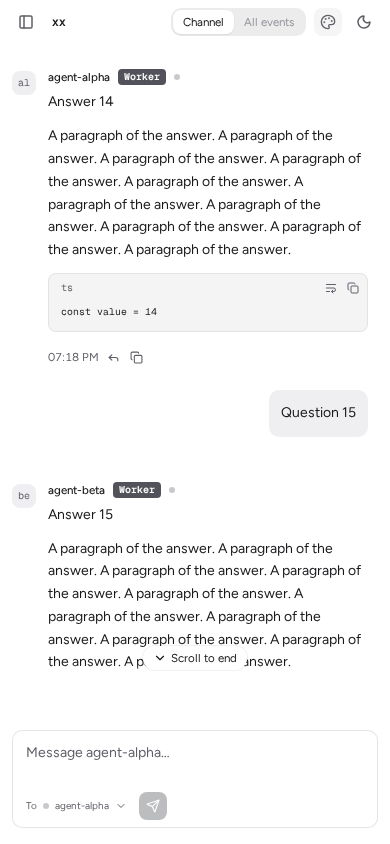 xx
Channel
All events
al
agent-alpha
Worker
Answer 14
A paragraph of the answer. A paragraph of the
answer. A paragraph of the answer. A paragraph of
the answer. A paragraph of the answer. A
paragraph of the answer. A paragraph of the
answer. A paragraph of the answer. A paragraph of
the answer. A paragraph of the answer.
ts
const value = 14
07:18 PM
Question 15
be
agent-beta
Worker
Answer 15
A paragraph of the answer. A paragraph of the
answer. A paragraph of the answer. A paragraph of
the answer. A paragraph of the answer. A
paragraph of the answer. A paragraph of the
answer. A paragraph of the answer. A paragraph of
the answer. A answer.
Scroll to end
Message agent-alpha...
To
agent-alpha